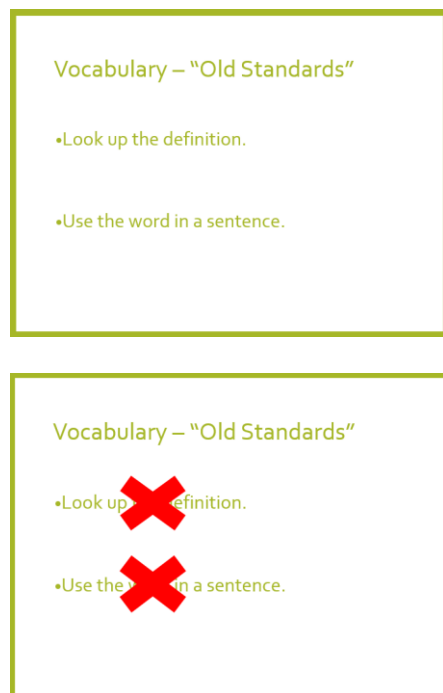 Vocabulary – “Old Standards”
•Look up the definition.
•Use the word in a sentence.
Vocabulary – “Old Standards”
•Look up efinition.
•Use the in a sentence.